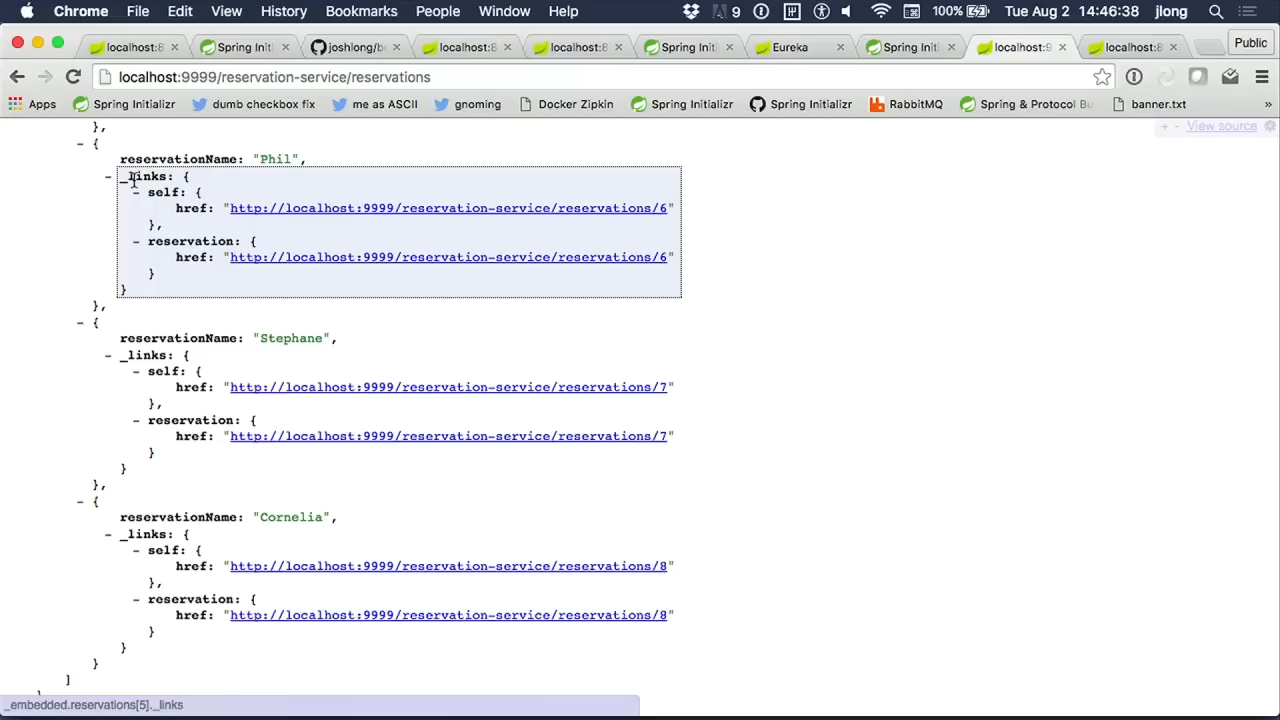 Chrome File Edit View History Bookmarks People Window Help 9 100% Tue Aug 2 14:46:38 jlong
localhost:8 Spring Initi joshlong/b localhost:8 localhost:8 Spring Initi Eureka Spring Initi localhost:9 localhost:8 Public
localhost:9999/reservation-service/reservations
Apps Spring Initializr dumb checkbox fix me as ASCII gnoming Docker Zipkin Spring Initializr Spring Initializr RabbitMQ Spring & Protocol Bu banner.txt »
},
+ - View source
- {
reservationName: "Phil",
- _links: {
- self: {
href: "http://localhost:9999/reservation-service/reservations/6"
},
- reservation: {
href: "http://localhost:9999/reservation-service/reservations/6"
}
}
},
- {
reservationName: "Stephane",
- _links: {
- self: {
href: "http://localhost:9999/reservation-service/reservations/7"
},
- reservation: {
href: "http://localhost:9999/reservation-service/reservations/7"
}
}
},
- {
reservationName: "Cornelia",
- _links: {
- self: {
href: "http://localhost:9999/reservation-service/reservations/8"
},
- reservation: {
href: "http://localhost:9999/reservation-service/reservations/8"
}
}
}
]
_embedded.reservations[5]._links